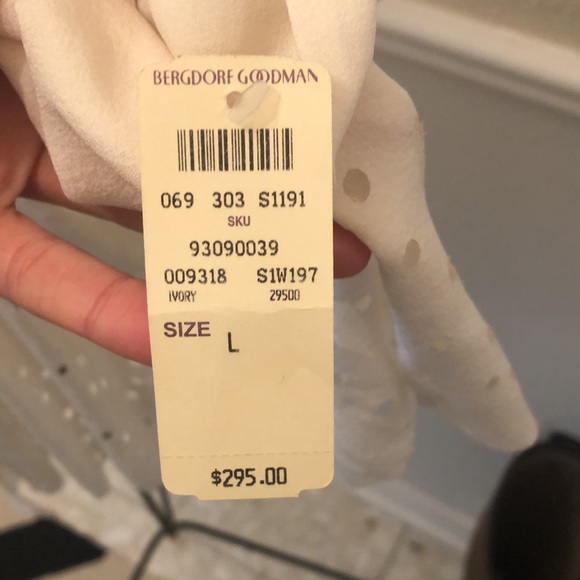 BERGDORF GOODMAN
069 303 S1191
SKU
93090039
009318 S1W197
IVORY 29500
SIZE L
$295.00